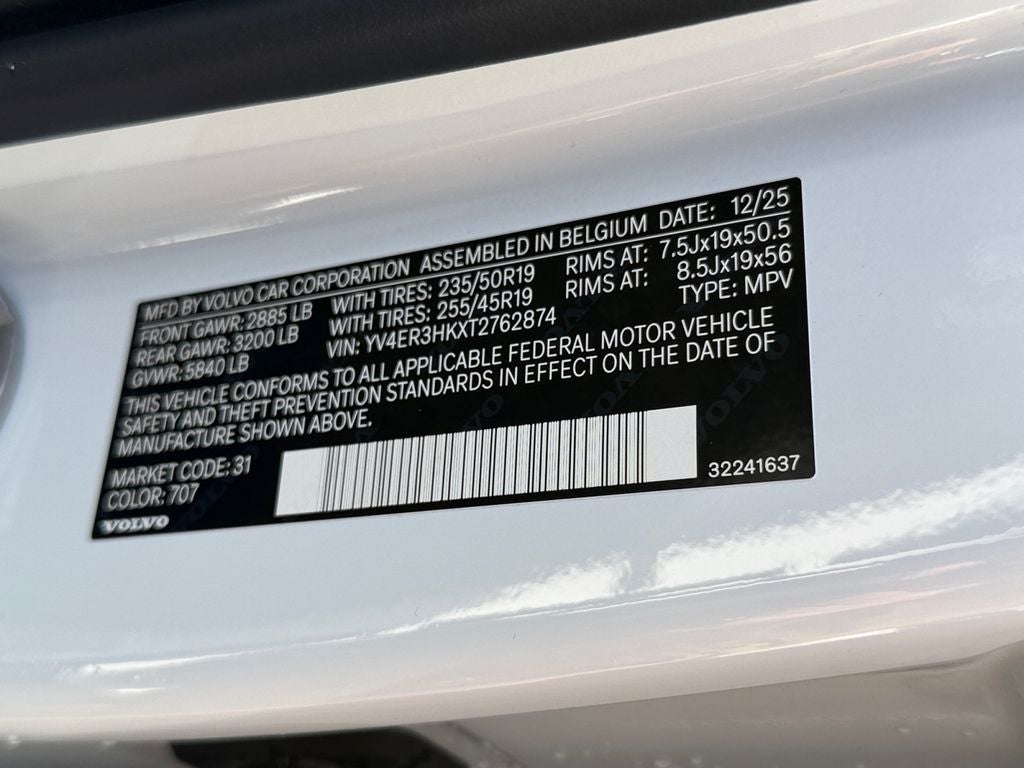 MFD BY VOLVO CAR CORPORATION ASSEMBLED IN BELGIUM DATE: 12/25
FRONT GAWR: 2885 LB WITH TIRES: 235/50R19 RIMS AT: 7.5Jx19x50.5
REAR GAWR: 3200 LB WITH TIRES: 255/45R19 RIMS AT: 8.5Jx19x56
GVWR: 5840 LB VIN: YV4ER3HKXT2762874 TYPE: MPV
THIS VEHICLE CONFORMS TO ALL APPLICABLE FEDERAL MOTOR VEHICLE
SAFETY AND THEFT PREVENTION STANDARDS IN EFFECT ON THE DATE OF
MANUFACTURE SHOWN ABOVE.
MARKET CODE: 31
COLOR: 707
32241637
VOLVO